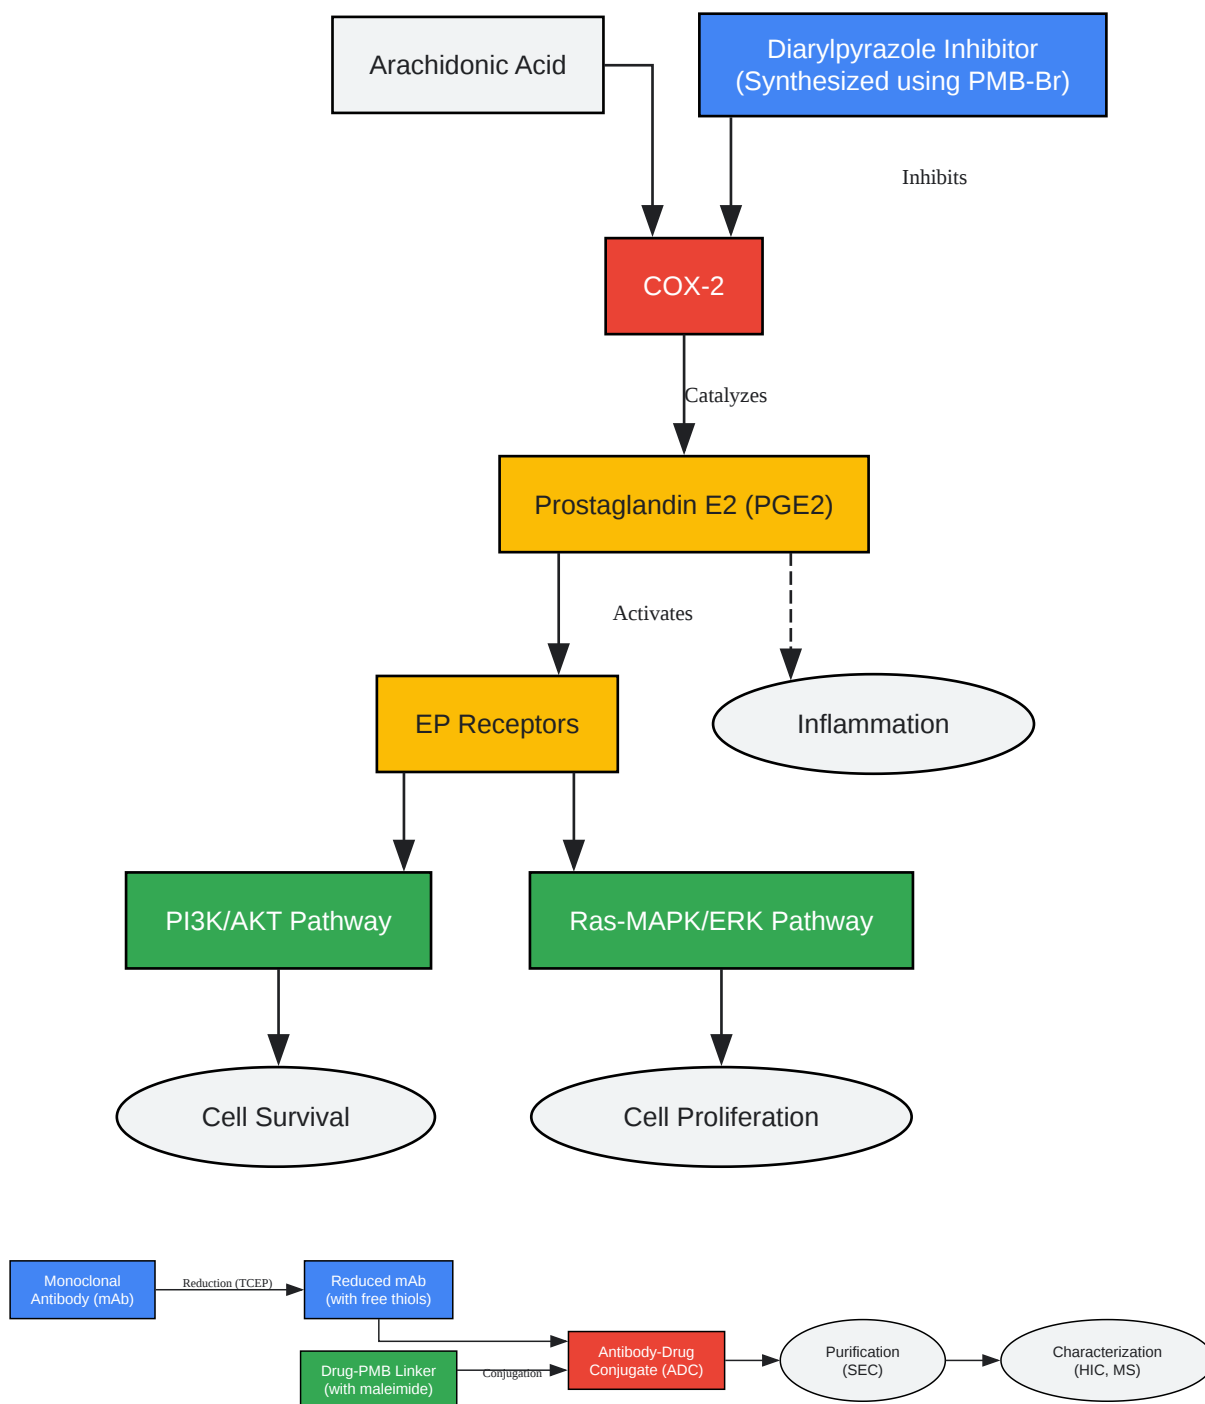 Arachidonic Acid
Diarylpyrazole Inhibitor
(Synthesized using PMB-Br)
Inhibits
COX-2
Catalyzes
Prostaglandin E2 (PGE2)
Activates
EP Receptors
Inflammation
PI3K/AKT Pathway
Ras-MAPK/ERK Pathway
Cell Survival
Cell Proliferation
Monoclonal
Antibody (mAb)
Reduction (TCEP)
Reduced mAb
(with free thiols)
Drug-PMB Linker
(with maleimide)
Conjugation
Antibody-Drug
Conjugate (ADC)
Purification
(SEC)
Characterization
(HIC, MS)